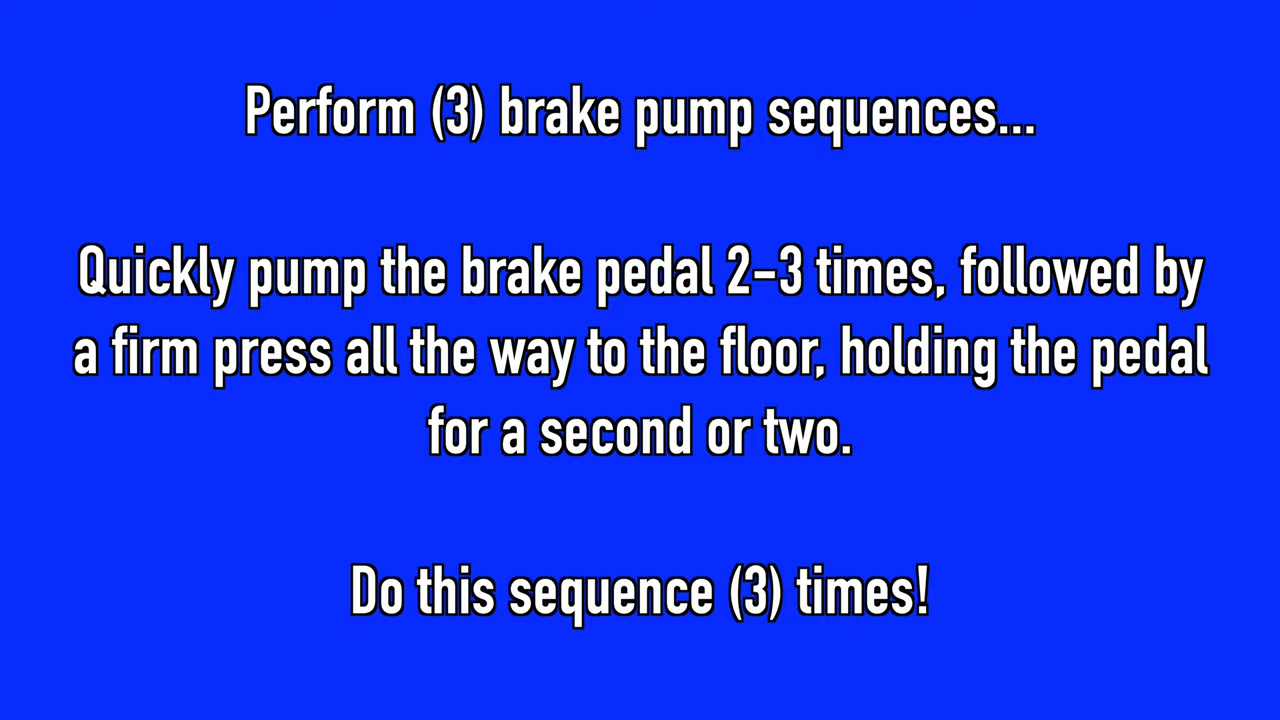 Perform (3) brake pump sequences...
Quickly pump the brake pedal 2-3 times, followed by
a firm press all the way to the floor, holding the pedal
for a second or two.
Do this sequence (3) times!